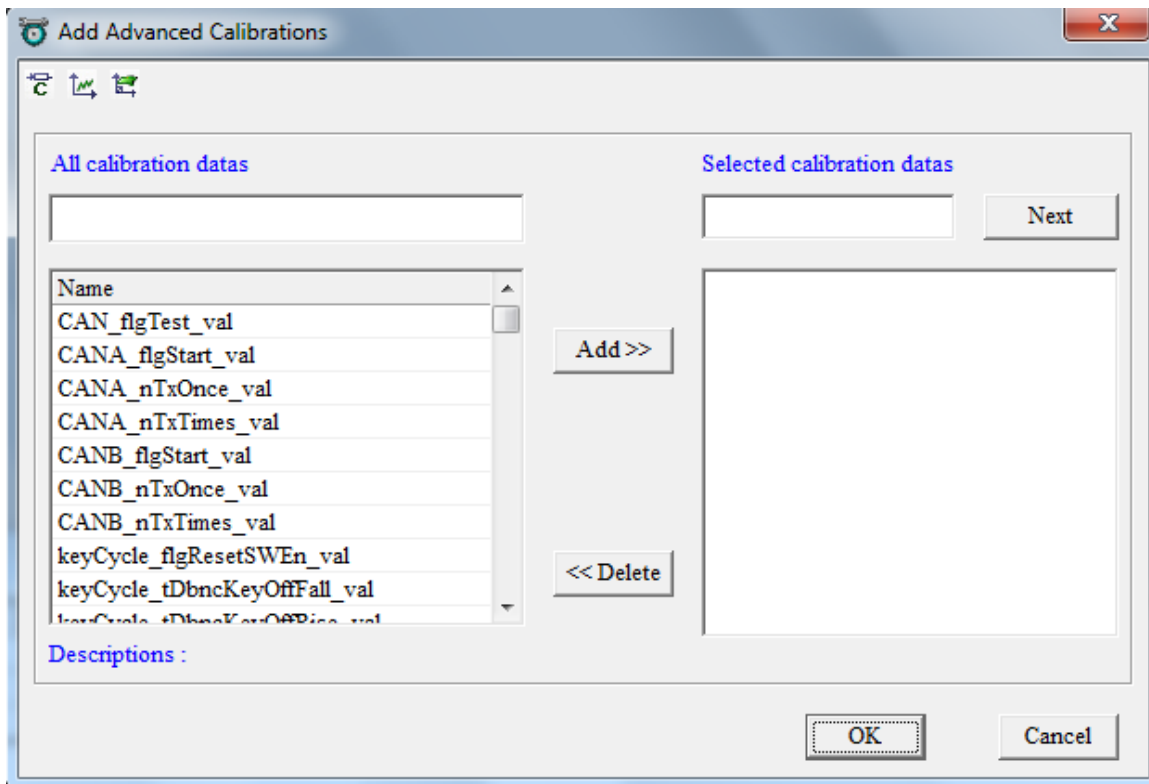 Add Advanced Calibrations
All calibration datas
Selected calibration datas
Next
Name
CAN_flgTest_val
CANA_flgStart_val
CANA_nTxOnce_val
CANA_nTxTimes_val
CANB_flgStart_val
CANB_nTxOnce_val
CANB_nTxTimes_val
keyCycle_flgResetSWEn_val
keyCycle_tDbncKeyOffFall_val
keyCycle_tDbncKeyOffRise_val
Add >>
<< Delete
Descriptions :
OK
Cancel